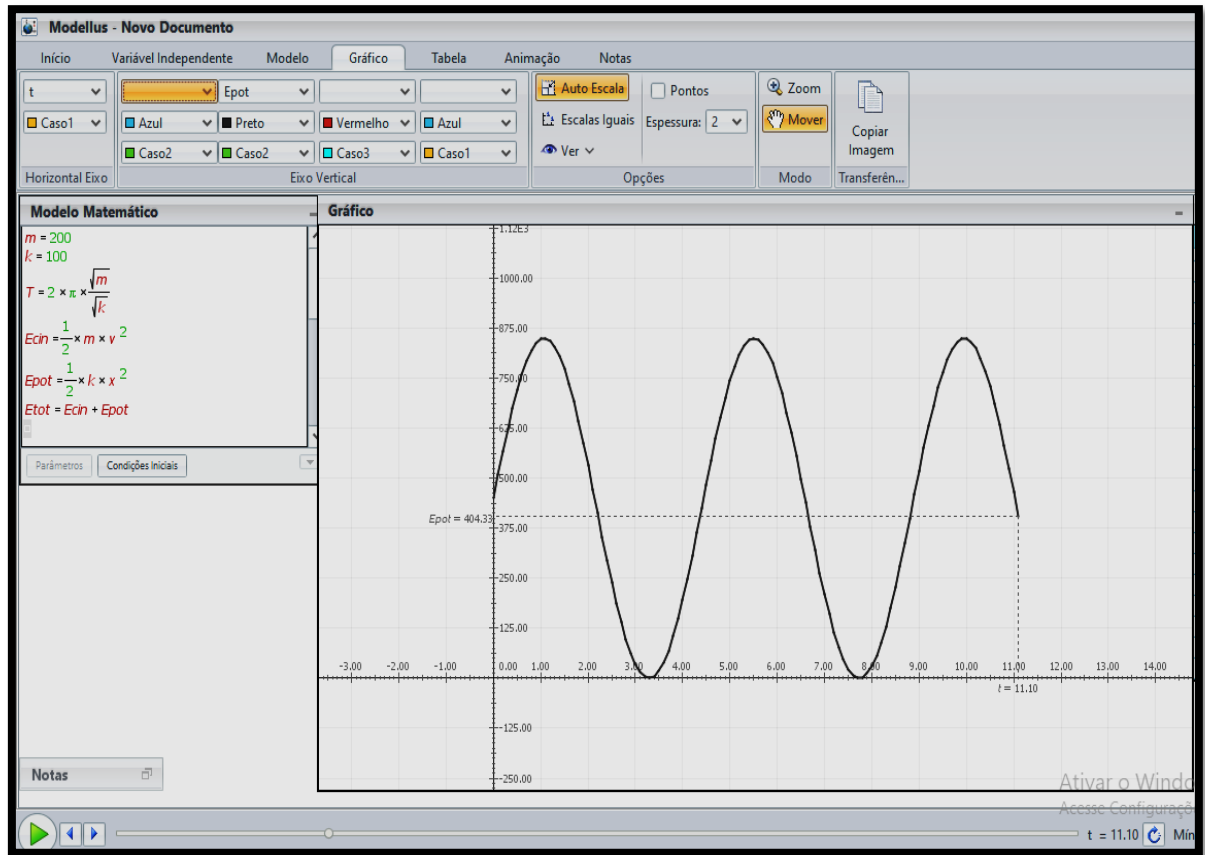 Modellus - Novo Documento
Início Variável Independente Modelo Gráfico Tabela Animação Notas
t Epot Auto Escala Pontos Zoom
Caso1 Azul Preto Vermelho Azul Escalas Iguais Espessura: 2 Mover Copiar Imagem
Caso2 Caso2 Caso3 Caso1 Ver
Horizontal Eixo Eixo Vertical Opções Modo Transferên...
Modelo Matemático
m = 200
k = 100
T = 2 × π × √m / √k
Ecin = 1/2 × m × v 2
Epot = 1/2 × k × x 2
Etot = Ecin + Epot
Parâmetros Condições Iniciais
Gráfico
1.12E3
1000.00
875.00
750.00
625.00
500.00
Epot = 404.33
375.00
250.00
125.00
-3.00 -2.00 -1.00 0.00 1.00 2.00 3.00 4.00 5.00 6.00 7.00 8.00 9.00 10.00 11.00 12.00 13.00 14.00
t = 11.10
-125.00
-250.00
Notas
Ativar o Windo
Acesse Configuraçõ
t = 11.10 Mín